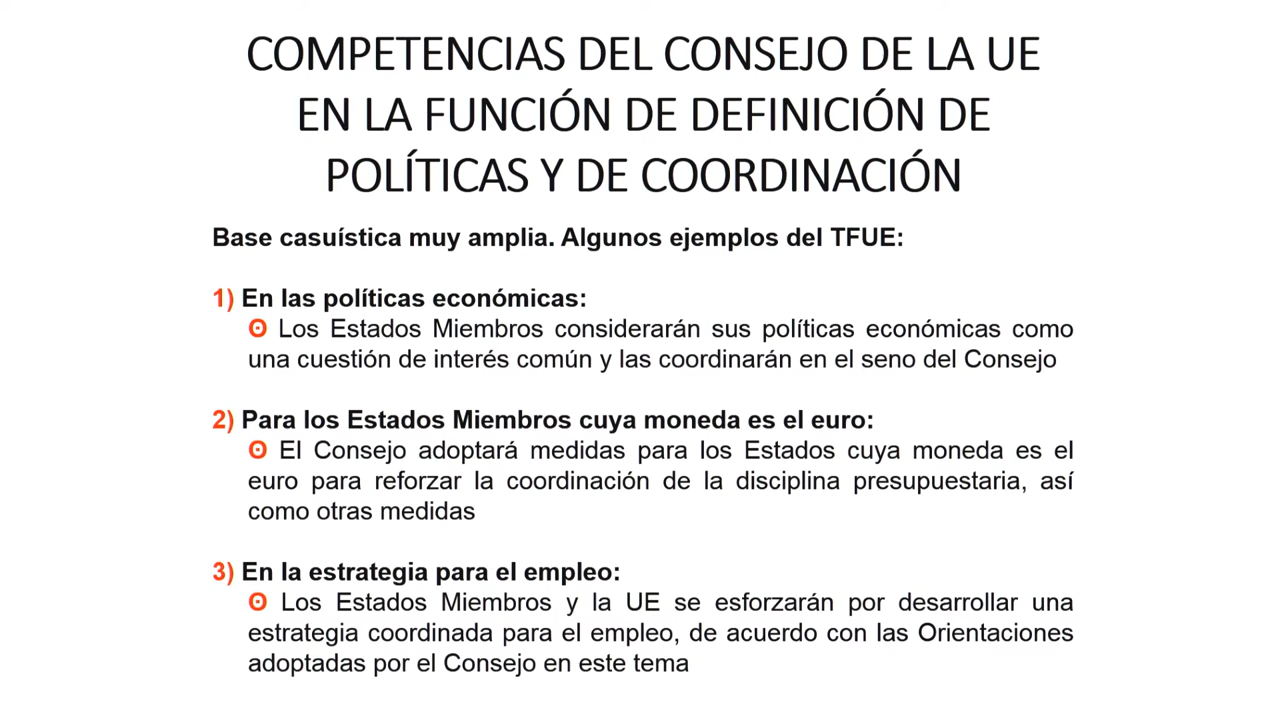 COMPETENCIAS DEL CONSEJO DE LA UE
EN LA FUNCIÓN DE DEFINICIÓN DE
POLÍTICAS Y DE COORDINACIÓN
Base casuística muy amplia. Algunos ejemplos del TFUE:
1) En las políticas económicas:
ʘ Los Estados Miembros considerarán sus políticas económicas como
una cuestión de interés común y las coordinarán en el seno del Consejo
2) Para los Estados Miembros cuya moneda es el euro:
ʘ El Consejo adoptará medidas para los Estados cuya moneda es el
euro para reforzar la coordinación de la disciplina presupuestaria, así
como otras medidas
3) En la estrategia para el empleo:
ʘ Los Estados Miembros y la UE se esforzarán por desarrollar una
estrategia coordinada para el empleo, de acuerdo con las Orientaciones
adoptadas por el Consejo en este tema